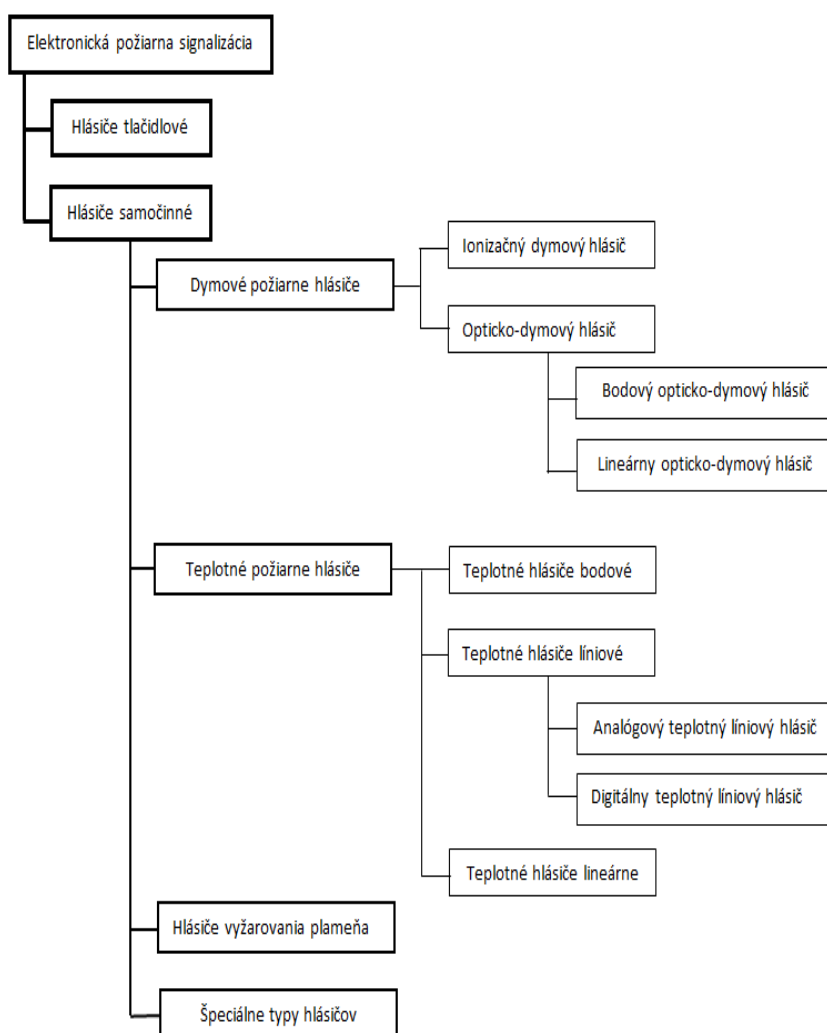 Elektronická požiarna signalizácia
Hlásiče tlačidlové
Hlásiče samočinné
Dymové požiarne hlásiče
Ionizačný dymový hlásič
Opticko-dymový hlásič
Bodový opticko-dymový hlásič
Lineárny opticko-dymový hlásič
Teplotné požiarne hlásiče
Teplotné hlásiče bodové
Teplotné hlásiče líniové
Analógový teplotný líniový hlásič
Digitálny teplotný líniový hlásič
Teplotné hlásiče lineárne
Hlásiče vyžarovania plameňa
Špeciálne typy hlásičov